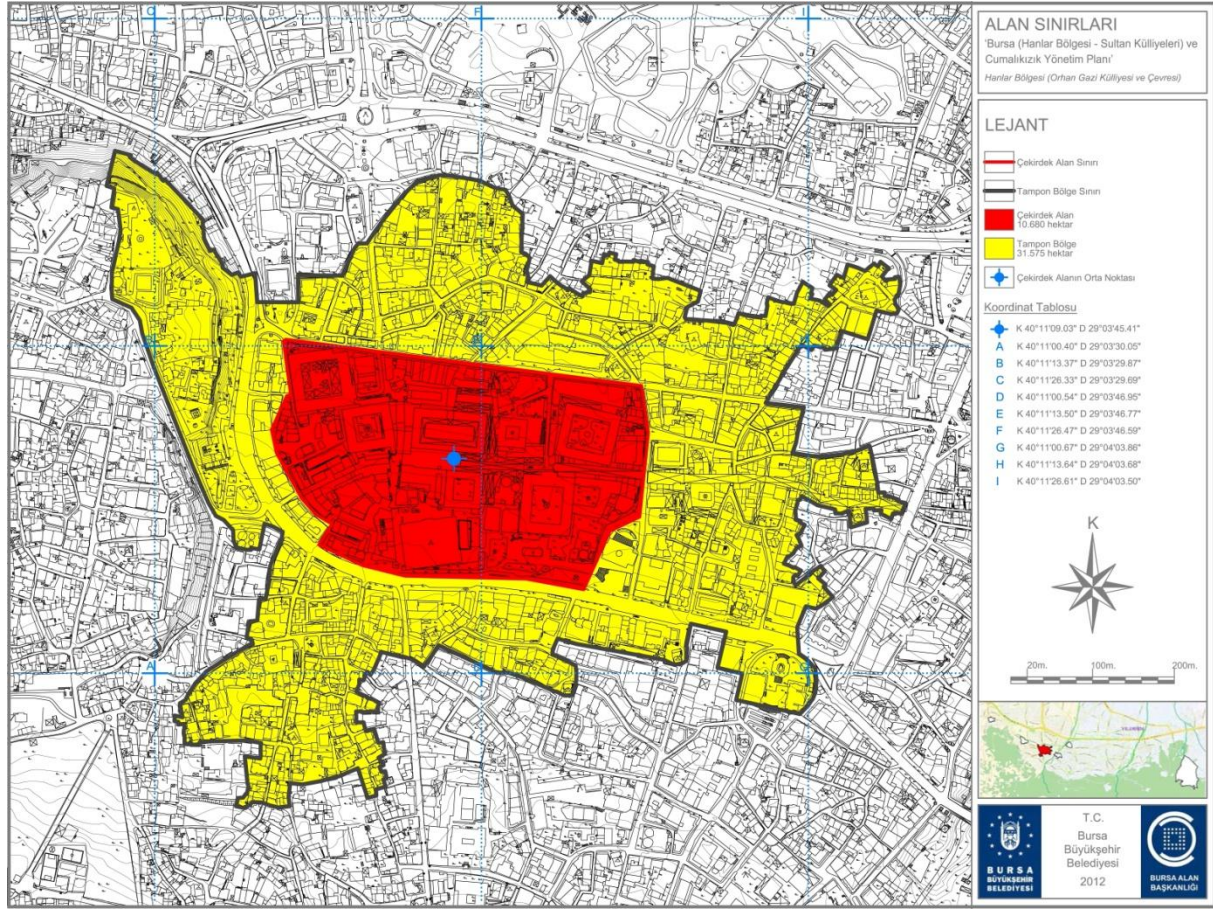 ALAN SINIRLARI
'Bursa (Hanlar Bölgesi - Sultan Külliyeleri) ve
Cumalıkızık Yönetim Planı'
Hanlar Bölgesi (Orhan Gazi Külliyesi ve Çevresi)
LEJANT
Çekirdek Alan Sınırı
Tampon Bölge Sınırı
Çekirdek Alan
10.680 hektar
Tampon Bölge
31.575 hektar
Çekirdek Alanın Orta Noktası
Koordinat Tablosu
K 40°11'09.03" D 29°03'45.41"
A K 40°11'00.40" D 29°03'30.05"
B K 40°11'13.37" D 29°03'29.87"
C K 40°11'26.33" D 29°03'29.69"
D K 40°11'00.54" D 29°03'46.95"
E K 40°11'13.50" D 29°03'46.77"
F K 40°11'26.47" D 29°03'46.59"
G K 40°11'00.67" D 29°04'03.86"
H K 40°11'13.64" D 29°04'03.68"
I K 40°11'26.61" D 29°04'03.50"
K
20m. 100m. 200m.
T.C.
Bursa
Büyükşehir
Belediyesi
2012
BURSA
BÜYÜKŞEHİR
BELEDİYESİ
BURSA ALAN
BAŞKANLIĞI
C F I
A